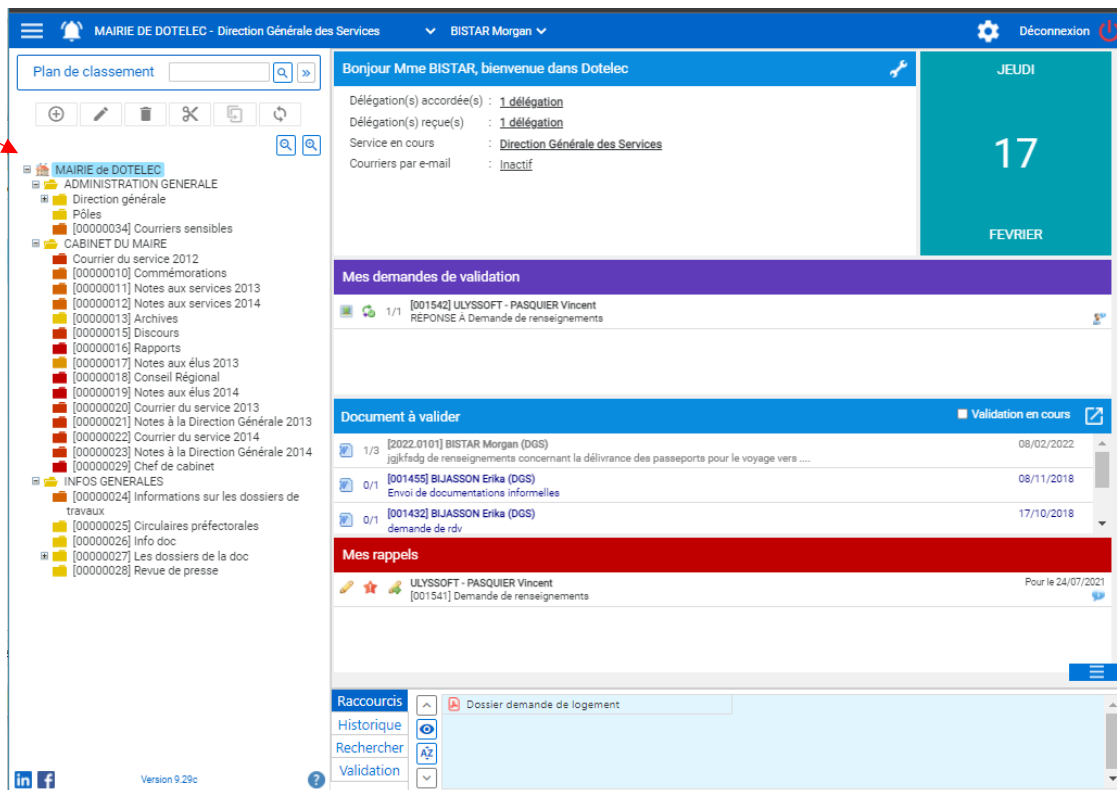 MAIRIE DE DOTELEC - Direction Générale des Services
BISTAR Morgan
Déconnexion
Plan de classement
MAIRIE de DOTELEC
ADMINISTRATION GENERALE
Direction générale
Pôles
[00000034] Courriers sensibles
CABINET DU MAIRE
Courrier du service 2012
[00000010] Commémorations
[00000011] Notes aux services 2013
[00000012] Notes aux services 2014
[00000013] Archives
[00000015] Discours
[00000016] Rapports
[00000017] Notes aux élus 2013
[00000018] Conseil Régional
[00000019] Notes aux élus 2014
[00000020] Courrier du service 2013
[00000021] Notes à la Direction Générale 2013
[00000022] Courrier du service 2014
[00000023] Notes à la Direction Générale 2014
[00000029] Chef de cabinet
INFOS GENERALES
[00000024] Informations sur les dossiers de
travaux
[00000025] Circulaires préfectorales
[00000026] Info doc
[00000027] Les dossiers de la doc
[00000028] Revue de presse
Version 9.29c
Bonjour Mme BISTAR, bienvenue dans Dotelec
Délégation(s) accordée(s) : 1 délégation
Délégation(s) reçue(s) : 1 délégation
Service en cours : Direction Générale des Services
Courriers par e-mail : Inactif
JEUDI
17
FEVRIER
Mes demandes de validation
1/1 [001542] ULYSSOFT - PASQUIER Vincent
RÉPONSE À Demande de renseignements
Document à valider
Validation en cours
1/3 [2022.0101] BISTAR Morgan (DGS) 08/02/2022
jgjkfsdg de renseignements concernant la délivrance des passeports pour le voyage vers ....
0/1 [001455] BIJASSON Erika (DGS) 08/11/2018
Envoi de documentations informelles
0/1 [001432] BIJASSON Erika (DGS) 17/10/2018
demande de rdv
Mes rappels
ULYSSOFT - PASQUIER Vincent Pour le 24/07/2021
[001541] Demande de renseignements
Raccourcis
Historique
Rechercher
Validation
Dossier demande de logement